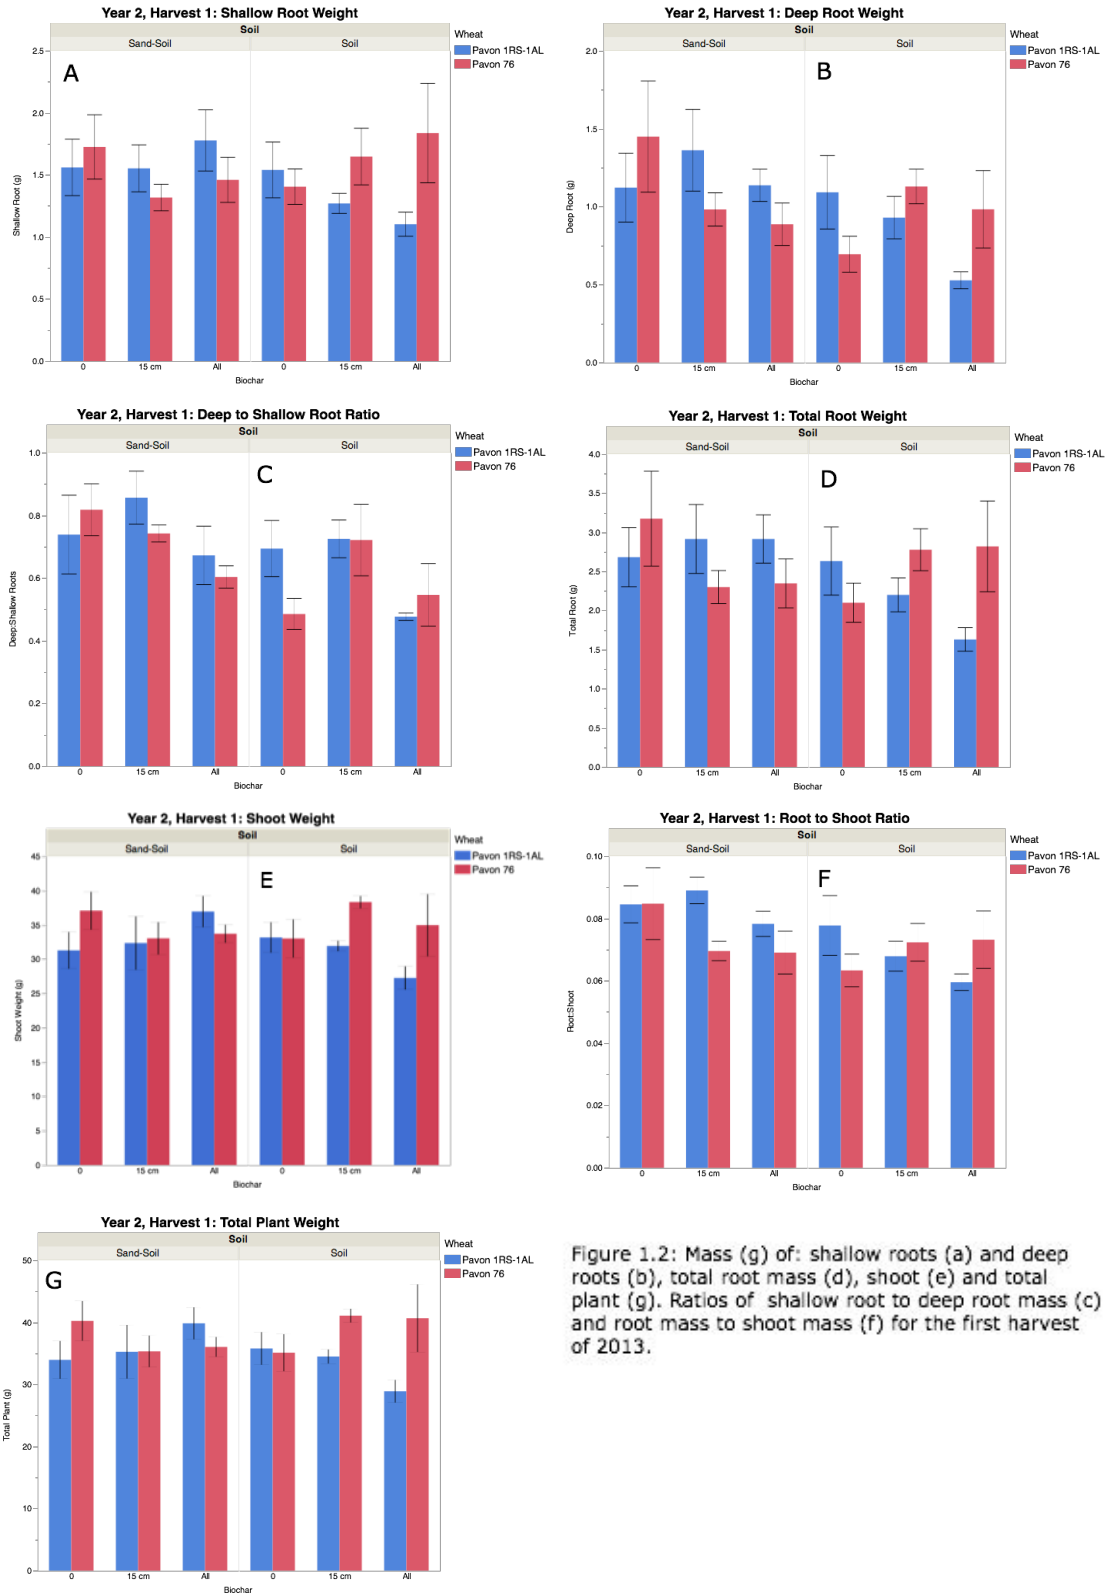 Year 2, Harvest 1: Shallow Root Weight
Soil
Sand-Soil Soil
Wheat
Pavon 1RS-1AL
Pavon 76
A
2.5
2.0
1.5
1.0
0.5
0.0
Shallow Root (g)
0 15 cm All 0 15 cm All
Biochar
Year 2, Harvest 1: Deep Root Weight
Soil
Sand-Soil Soil
Wheat
Pavon 1RS-1AL
Pavon 76
B
2.0
1.5
1.0
0.5
0.0
Deep Root (g)
0 15 cm All 0 15 cm All
Biochar
Year 2, Harvest 1: Deep to Shallow Root Ratio
Soil
Sand-Soil Soil
Wheat
Pavon 1RS-1AL
Pavon 76
C
1.0
0.8
0.6
0.4
0.2
0.0
Deep:Shallow Roots
0 15 cm All 0 15 cm All
Biochar
Year 2, Harvest 1: Total Root Weight
Soil
Sand-Soil Soil
Wheat
Pavon 1RS-1AL
Pavon 76
D
4.0
3.5
3.0
2.5
2.0
1.5
1.0
0.5
0.0
Total Root (g)
0 15 cm All 0 15 cm All
Biochar
Year 2, Harvest 1: Shoot Weight
Soil
Sand-Soil Soil
Wheat
Pavon 1RS-1AL
Pavon 76
E
45
40
35
30
25
20
15
10
5
0
Shoot Weight (g)
0 15 cm All 0 15 cm All
Biochar
Year 2, Harvest 1: Root to Shoot Ratio
Soil
Sand-Soil Soil
Wheat
Pavon 1RS-1AL
Pavon 76
F
0.10
0.08
0.06
0.04
0.02
0.00
Root:Shoot
0 15 cm All 0 15 cm All
Biochar
Year 2, Harvest 1: Total Plant Weight
Soil
Sand-Soil Soil
Wheat
Pavon 1RS-1AL
Pavon 76
G
50
40
30
20
10
0
Total Plant (g)
0 15 cm All 0 15 cm All
Biochar
Figure 1.2: Mass (g) of: shallow roots (a) and deep
roots (b), total root mass (d), shoot (e) and total
plant (g). Ratios of shallow root to deep root mass (c)
and root mass to shoot mass (f) for the first harvest
of 2013.